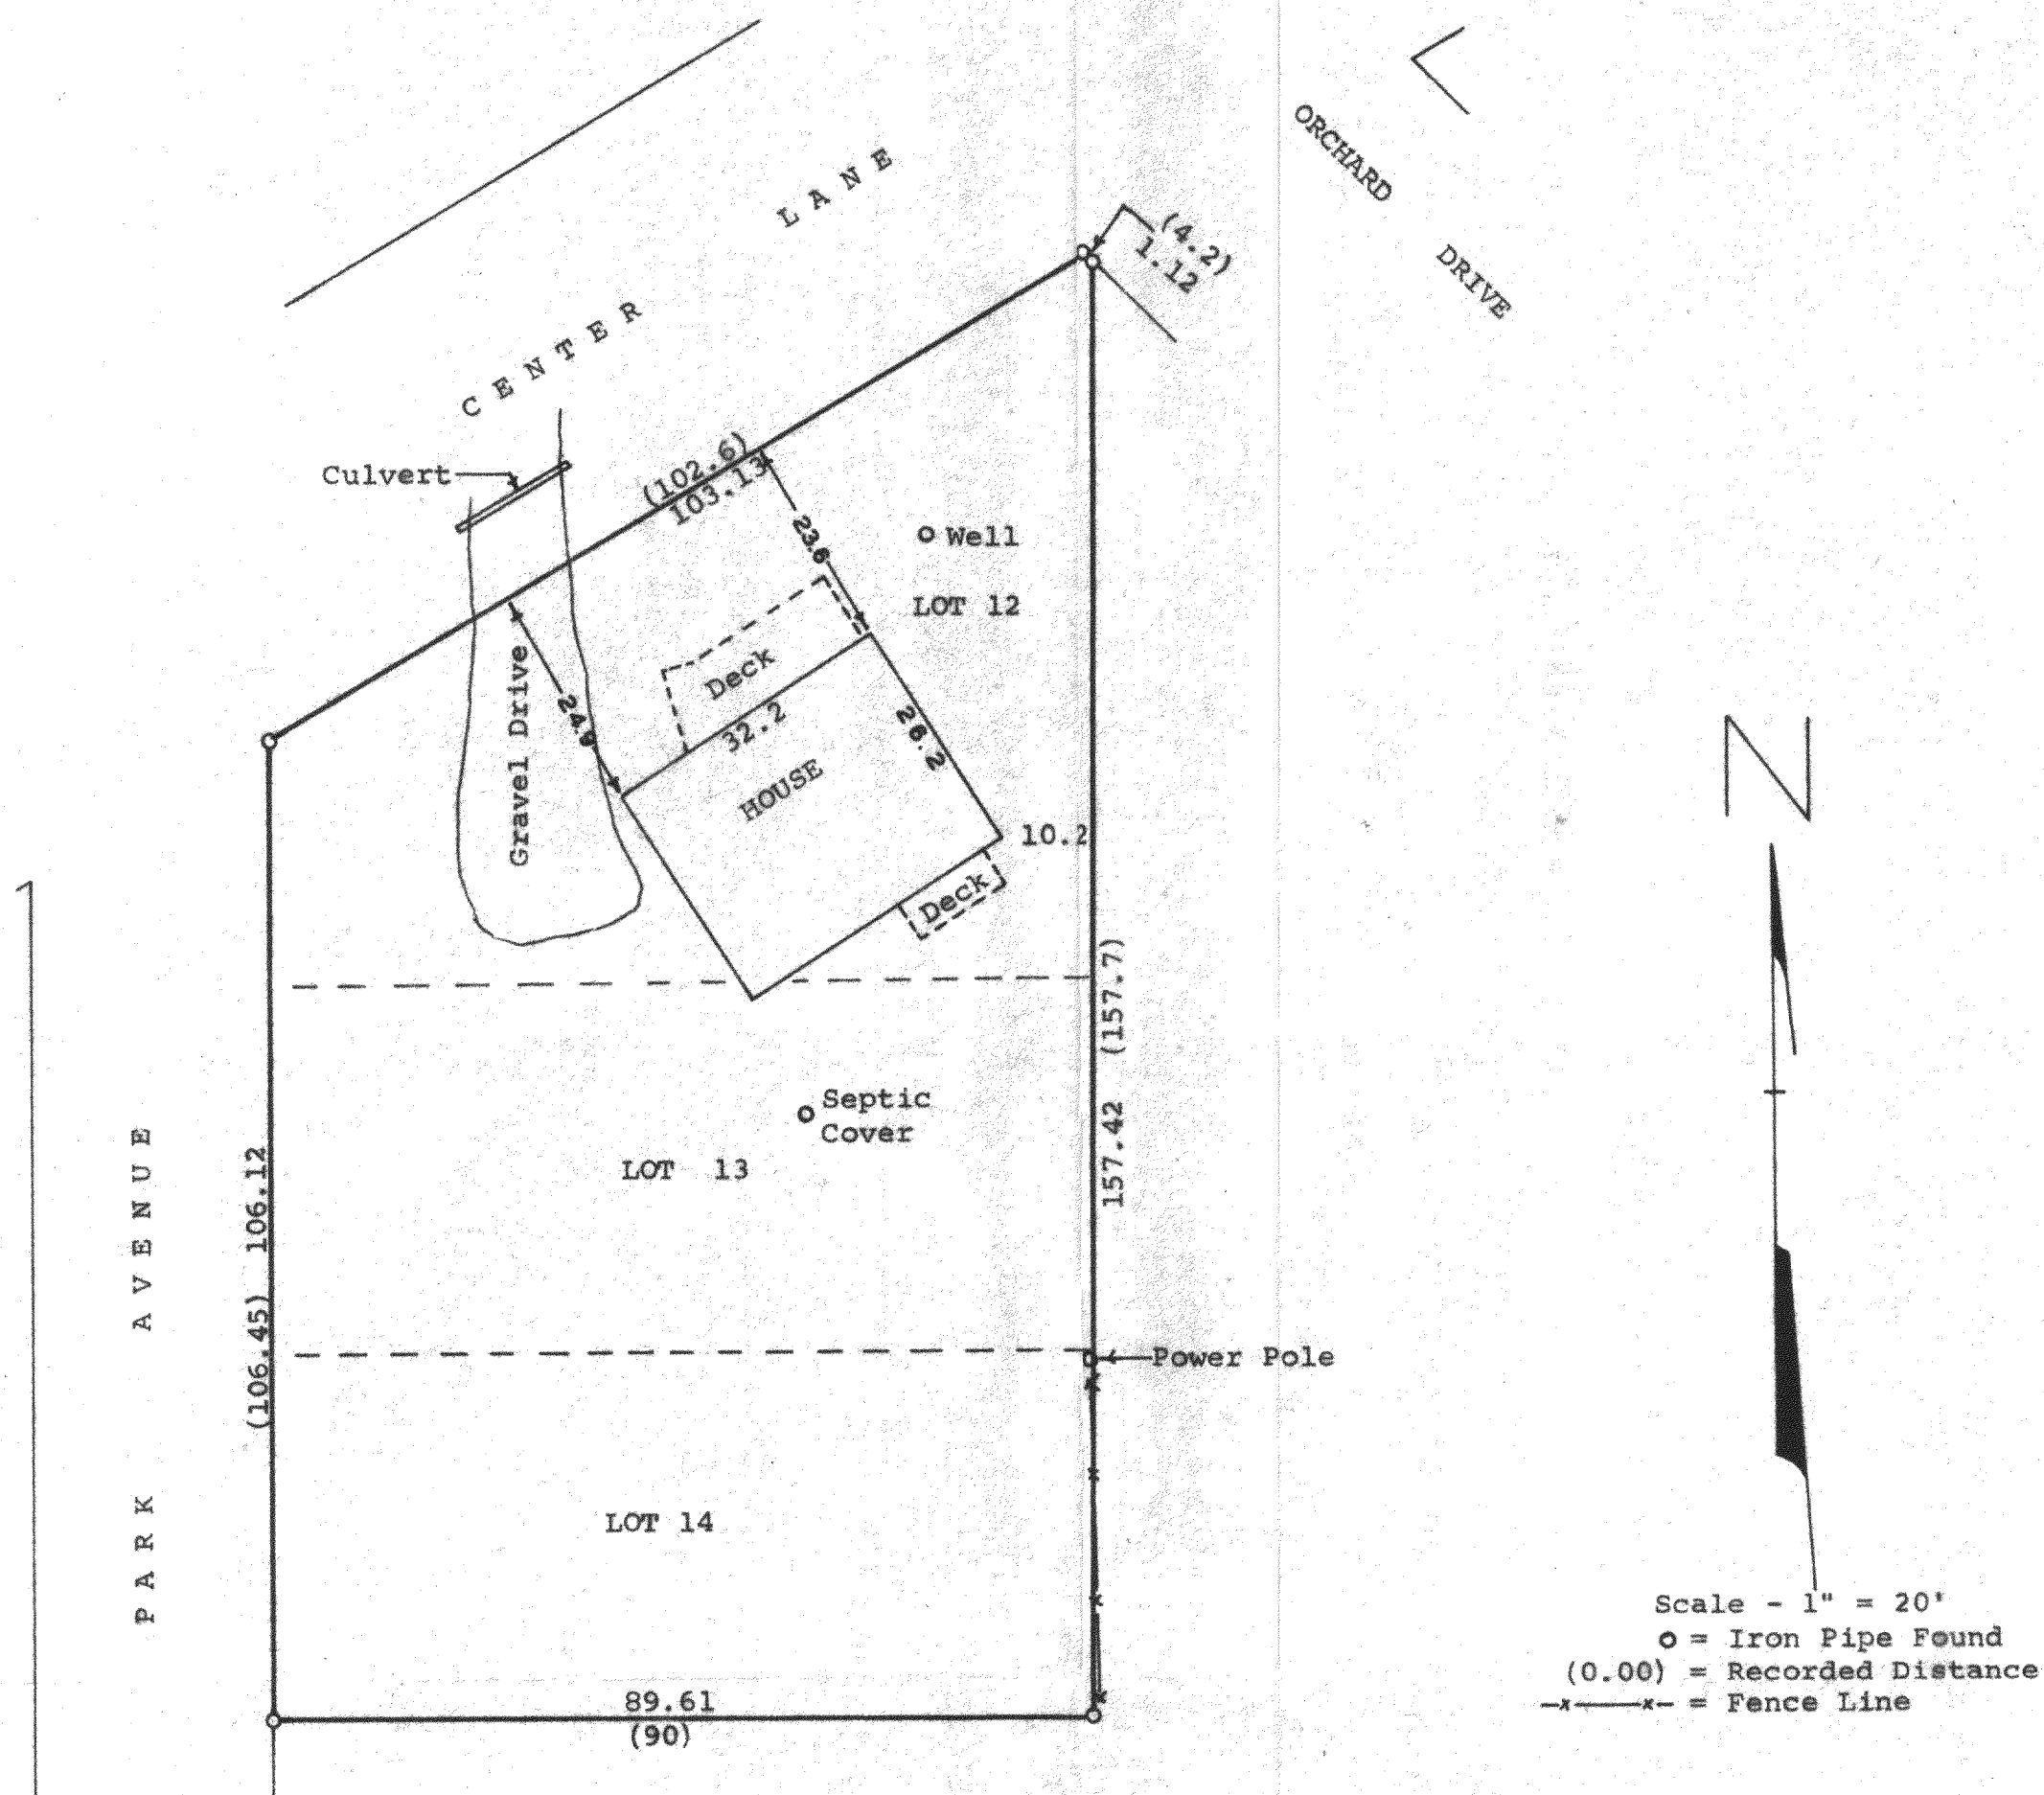 ORCHARD DRIVE
CENTER LANE
(4.2)
1.12
Culvert
(102.6)
103.13
23.6
Well
LOT 12
Gravel Drive
24.9
Deck
32.2
26.2
HOUSE
10.2
Deck
N
157.42 (157.7)
Septic
Cover
LOT 13
PARK AVENUE
(106.45) 106.12
Power Pole
LOT 14
89.61
(90)
Scale - 1" = 20'
o = Iron Pipe Found
(0.00) = Recorded Distance
-x——x- = Fence Line